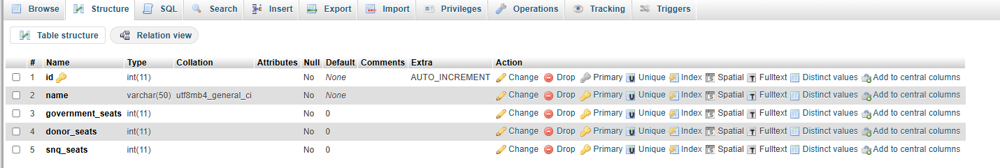 Browse Structure SQL Search Insert Export Import Privileges Operations Tracking Triggers
Table structure Relation view
# Name Type Collation Attributes Null Default Comments Extra Action
1 id int(11) No None AUTO_INCREMENT Change Drop Primary Unique Index Spatial Fulltext Distinct values Add to central columns
2 name varchar(50) utf8mb4_general_ci No None Change Drop Primary Unique Index Spatial Fulltext Distinct values Add to central columns
3 government_seats int(11) No 0 Change Drop Primary Unique Index Spatial Fulltext Distinct values Add to central columns
4 donor_seats int(11) No 0 Change Drop Primary Unique Index Spatial Fulltext Distinct values Add to central columns
5 snq_seats int(11) No 0 Change Drop Primary Unique Index Spatial Fulltext Distinct values Add to central columns